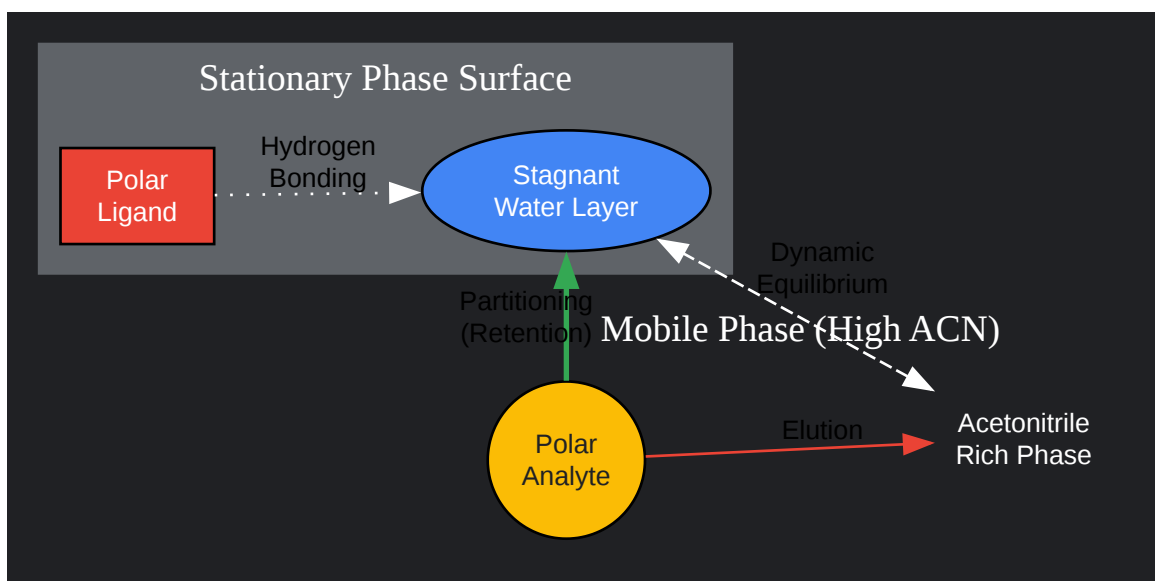 Stationary Phase Surface
Hydrogen
Bonding
Polar
Ligand
Stagnant
Water Layer
Dynamic
Equilibrium
Partitioning
(Retention)
Mobile Phase (High ACN)
Polar
Analyte
Elution
Acetonitrile
Rich Phase